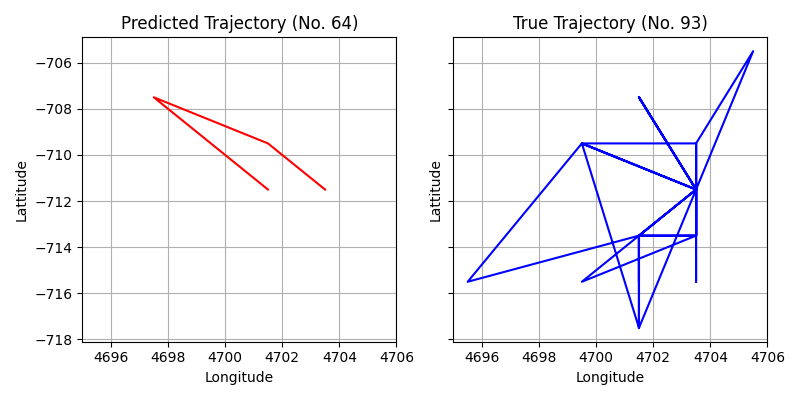 Predicted Trajectory (No. 64)
True Trajectory (No. 93)
Lattitude
−706
−708
−710
−712
−714
−716
−718
4696 4698 4700 4702 4704 4706
Longitude
Lattitude
4696 4698 4700 4702 4704 4706
Longitude